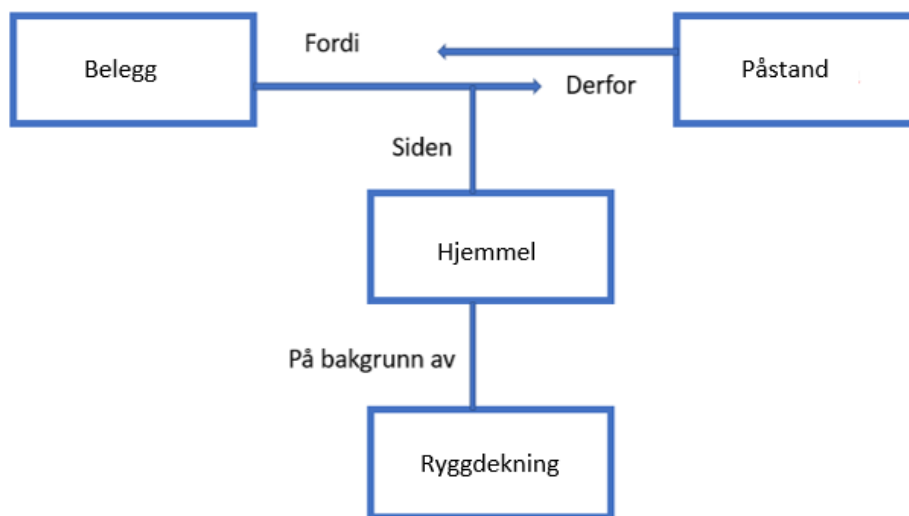 Fordi
Belegg
Påstand
Derfor
Siden
Hjemmel
På bakgrunn av
Ryggdekning